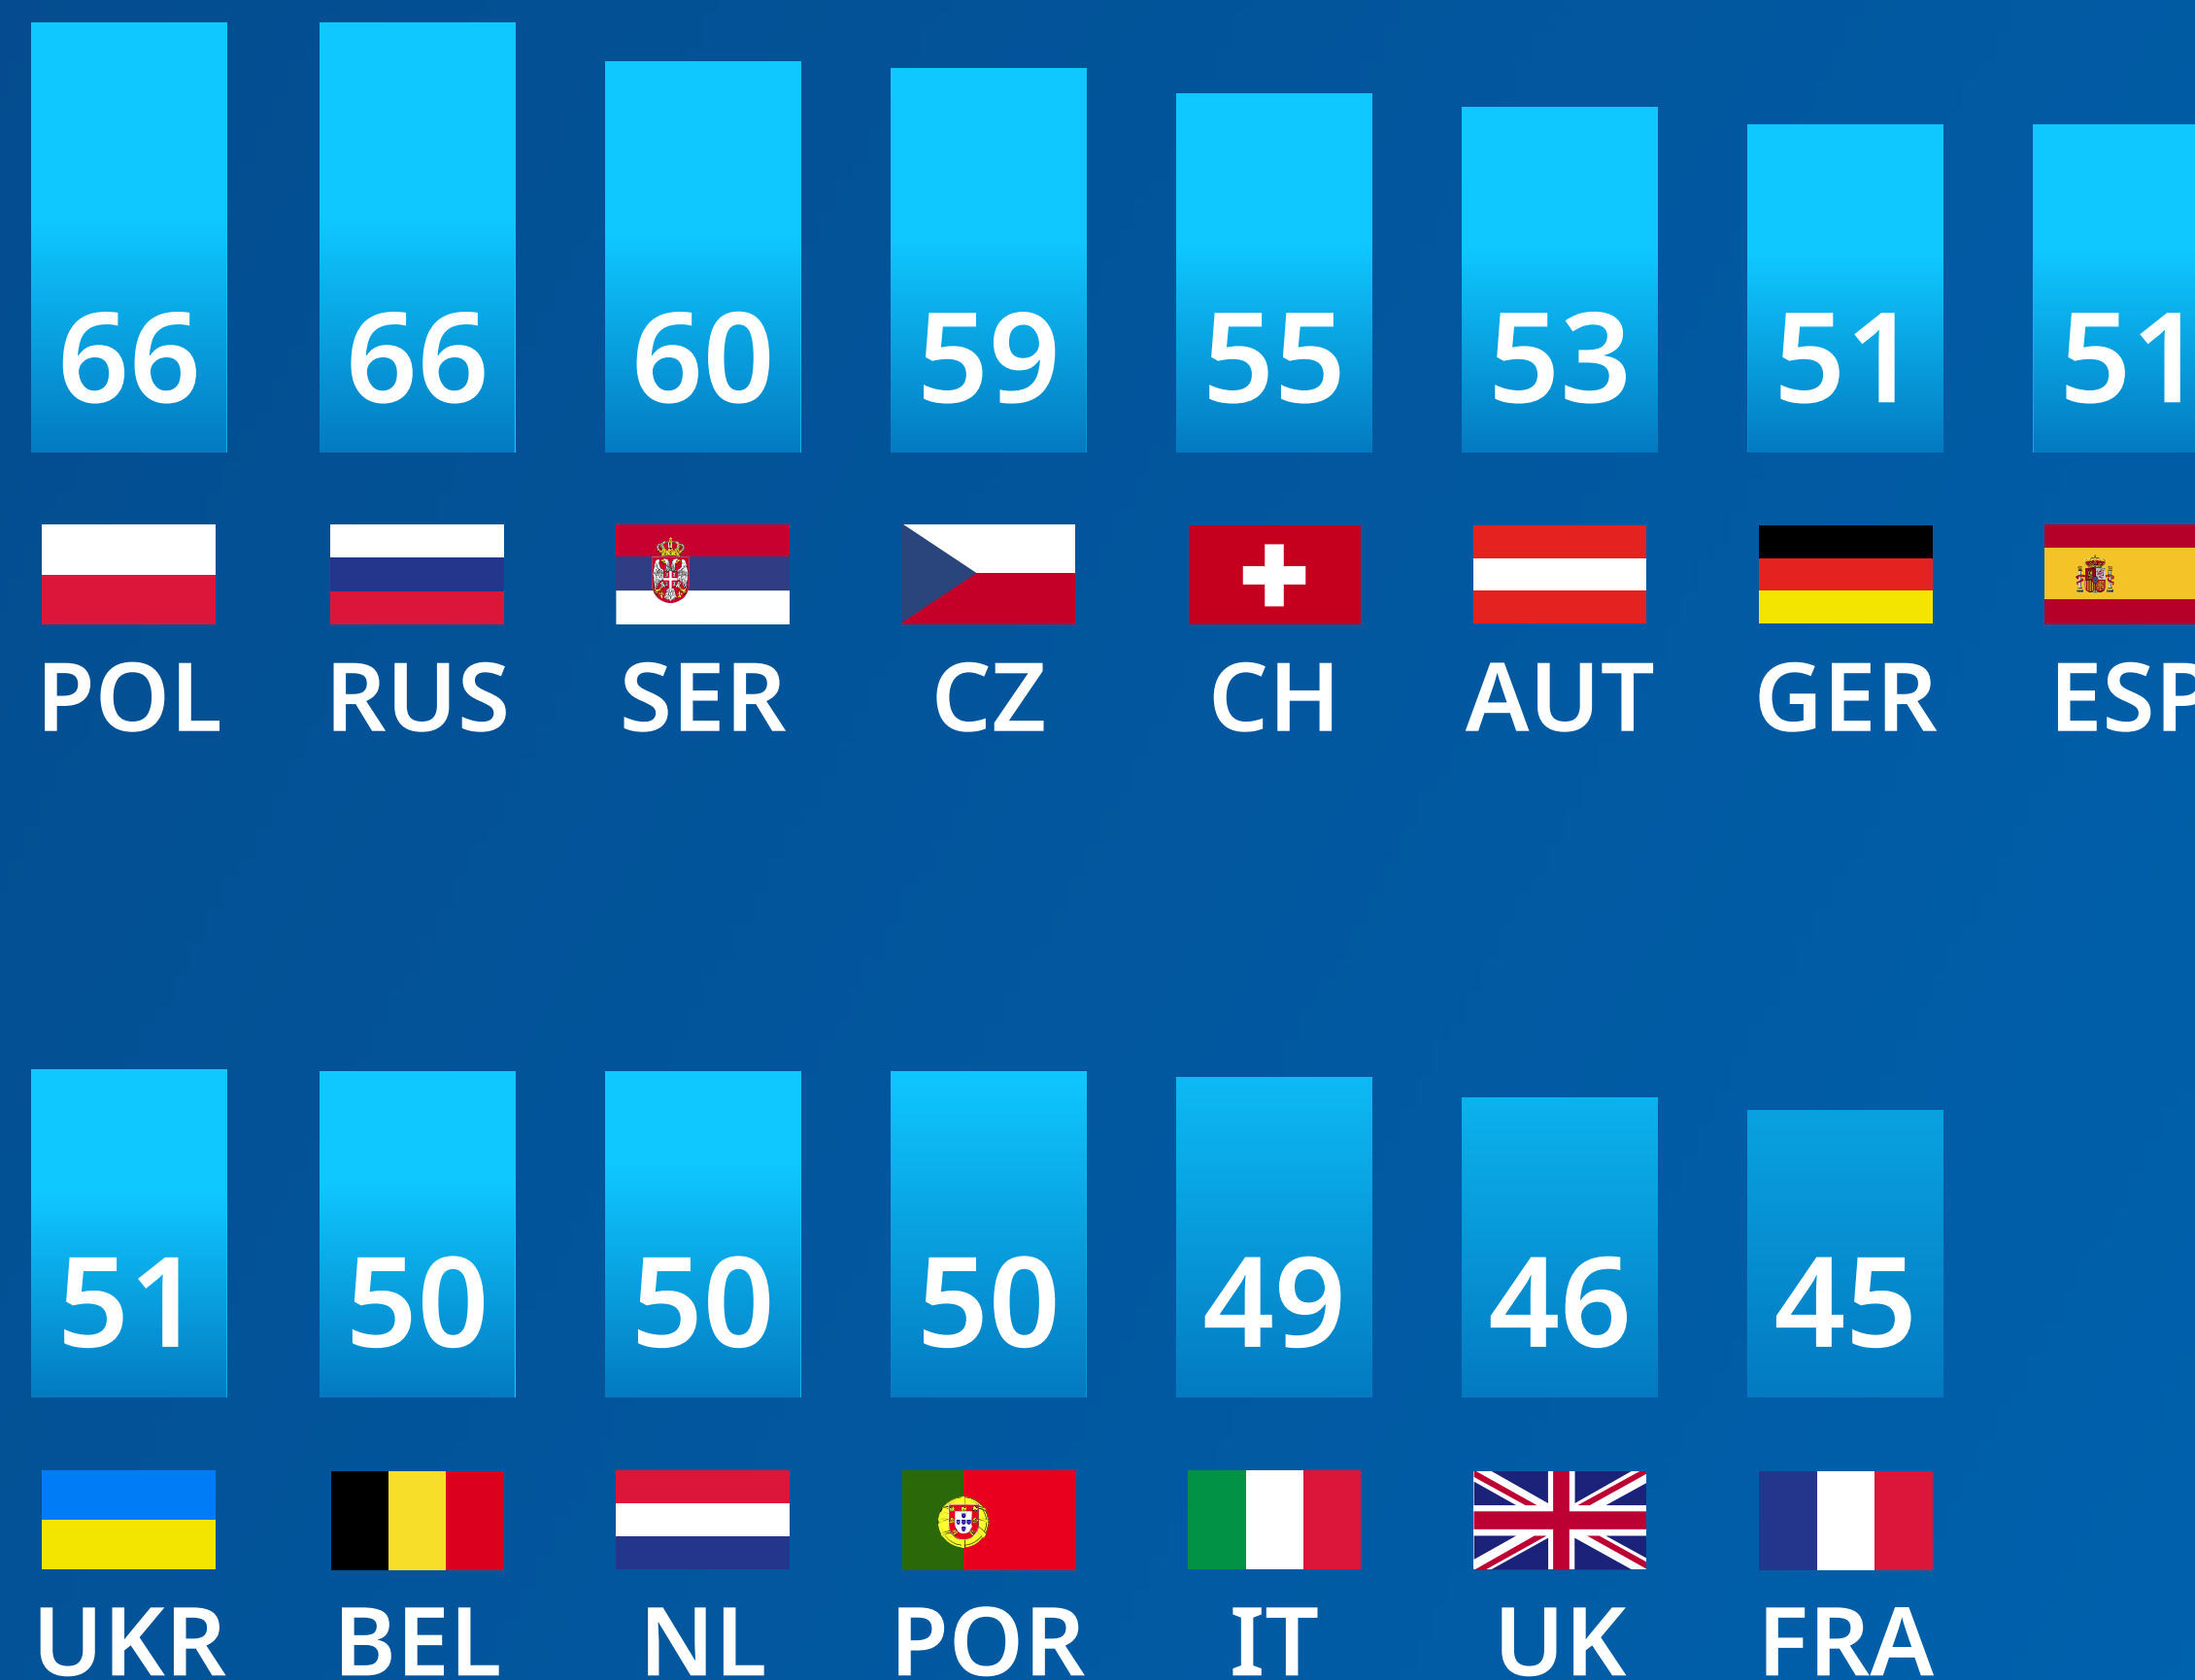 66 66 60 59 55 53 51 51
POL RUS SER CZ CH AUT GER ESP
51 50 50 50 49 46 45
UKR BEL NL POR IT UK FRA